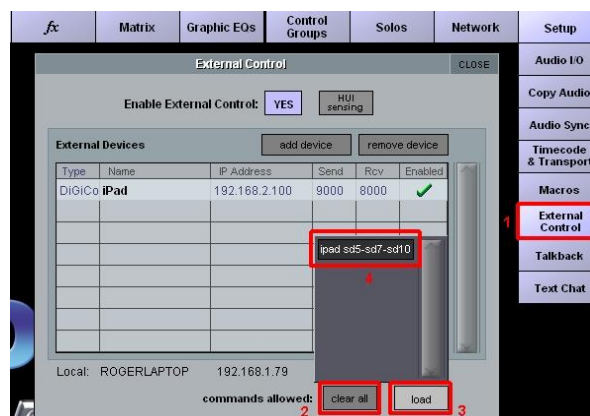 fx Matrix Graphic EQs Control Groups Solos Network Setup
External Control CLOSE
Audio I/O
Enable External Control: YES HUI sensing
Copy Audio
Audio Sync
External Devices add device remove device
Timecode & Transport
Type Name IP Address Send Rcv Enabled
DiGiCo iPad 192.168.2.100 9000 8000
Macros
1 External Control
ipad sd5-sd7-sd10
4
Talkback
Text Chat
Local: ROGERLAPTOP 192.168.1.79
commands allowed: clear all load
2 3